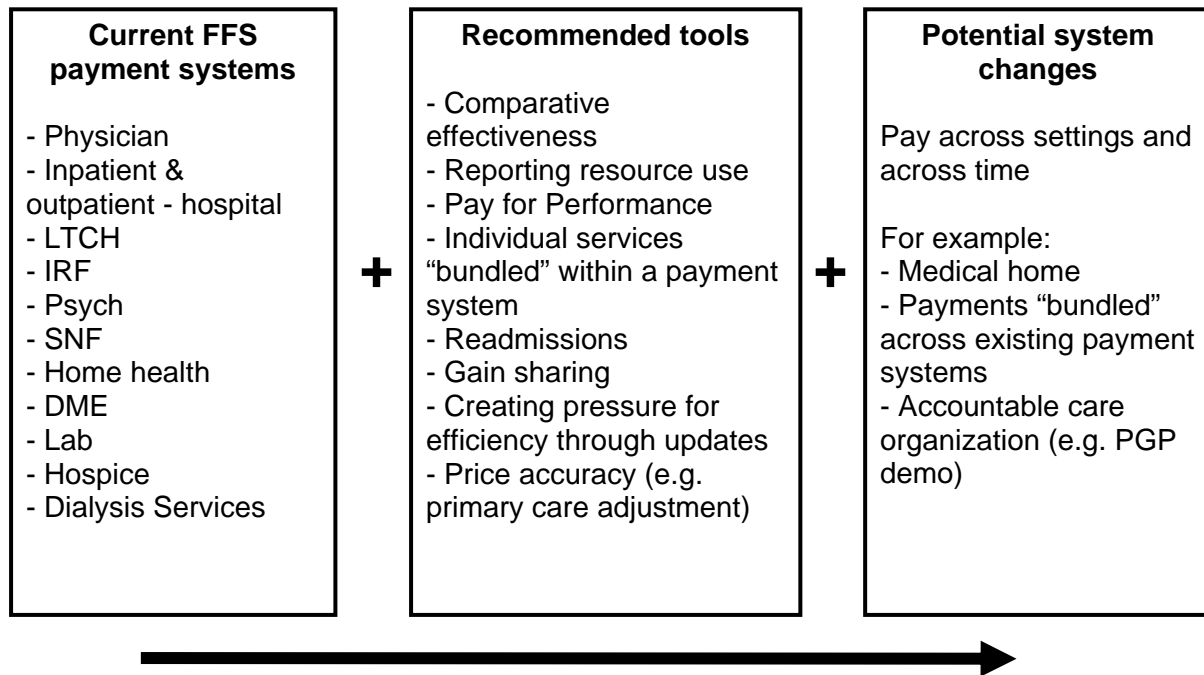 Current FFS
payment systems
- Physician
- Inpatient &
outpatient - hospital
- LTCH
- IRF
- Psych
- SNF
- Home health
- DME
- Lab
- Hospice
- Dialysis Services
+
Recommended tools
- Comparative
effectiveness
- Reporting resource use
- Pay for Performance
- Individual services
“bundled” within a payment
system
- Readmissions
- Gain sharing
- Creating pressure for
efficiency through updates
- Price accuracy (e.g.
primary care adjustment)
+
Potential system
changes
Pay across settings and
across time
For example:
- Medical home
- Payments “bundled”
across existing payment
systems
- Accountable care
organization (e.g. PGP
demo)